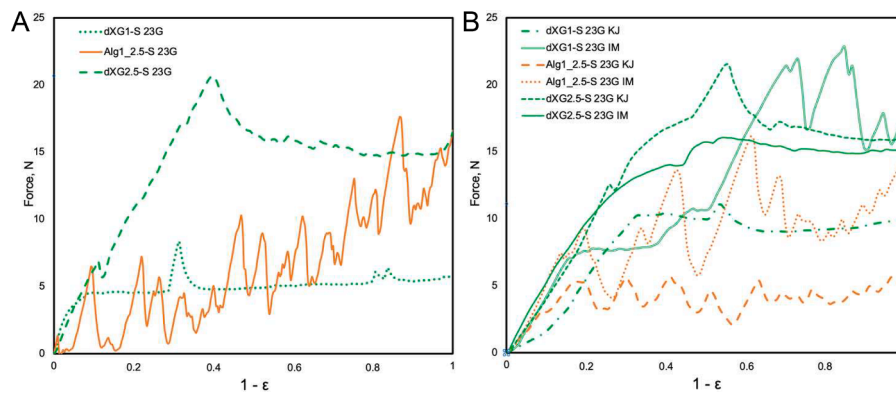 A
dXG1-S 23G
Alg1_2.5-S 23G
dXG2.5-S 23G
25
20
15
10
5
0
Force, N
0 0.2 0.4 0.6 0.8 1
1 - ε
B
dXG1-S 23G KJ
dXG1-S 23G IM
Alg1_2.5-S 23G KJ
Alg1_2.5-S 23G IM
dXG2.5-S 23G KJ
dXG2.5-S 23G IM
25
20
15
10
5
0
Force, N
0 0.2 0.4 0.6 0.8
1 - ε